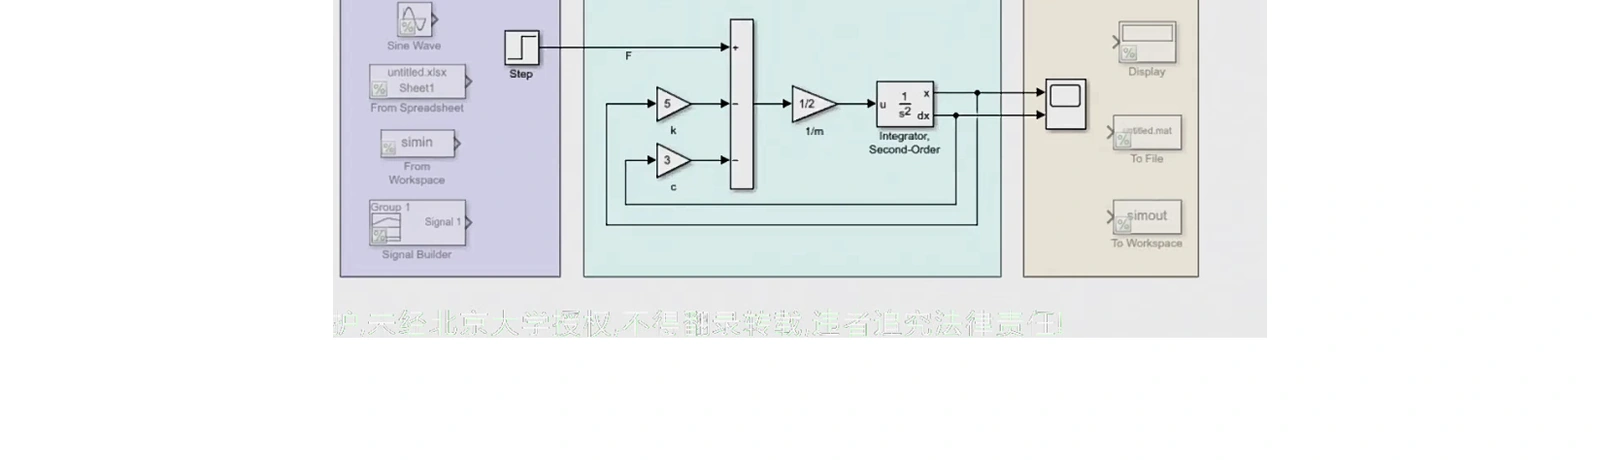 Sine Wave
untitled.xlsx
Sheet1
From Spreadsheet
simin
From
Workspace
Group 1
Signal 1
Signal Builder
Step
F
+
5
−
k
3
−
c
1/2
1/m
u
1
s2
x
dx
Integrator,
Second-Order
Display
untitled.mat
To File
simout
To Workspace
未经北京大学授权,不得翻录转载,违者追究法律责任!